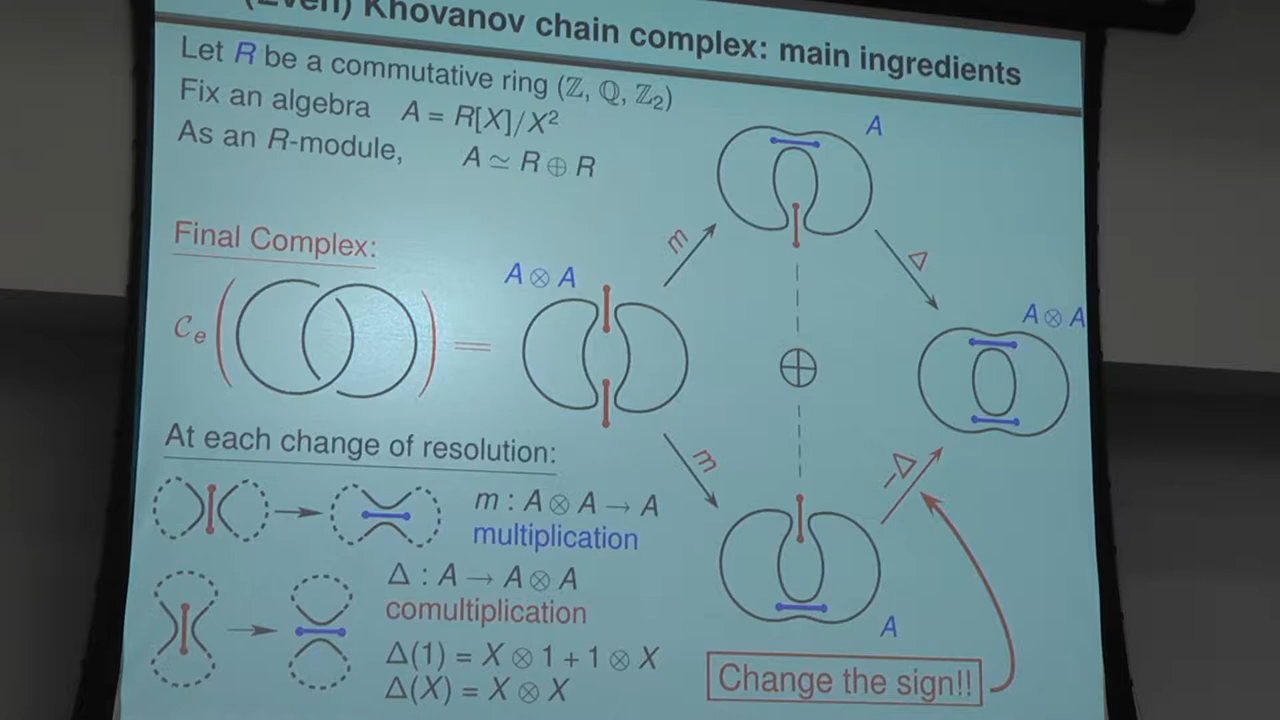 (Even) Khovanov chain complex: main ingredients
Let R be a commutative ring (ℤ, ℚ, ℤ₂)
Fix an algebra A = R[X]/X²
As an R-module, A ≃ R ⊕ R
A
m
Δ
Final Complex:
A ⊗ A
A ⊗ A
𝒞ₑ( ) =
⊕
m
-Δ
At each change of resolution:
m : A ⊗ A → A
multiplication
Δ : A → A ⊗ A
comultiplication
A
Δ(1) = X ⊗ 1 + 1 ⊗ X
Δ(X) = X ⊗ X
Change the sign!!